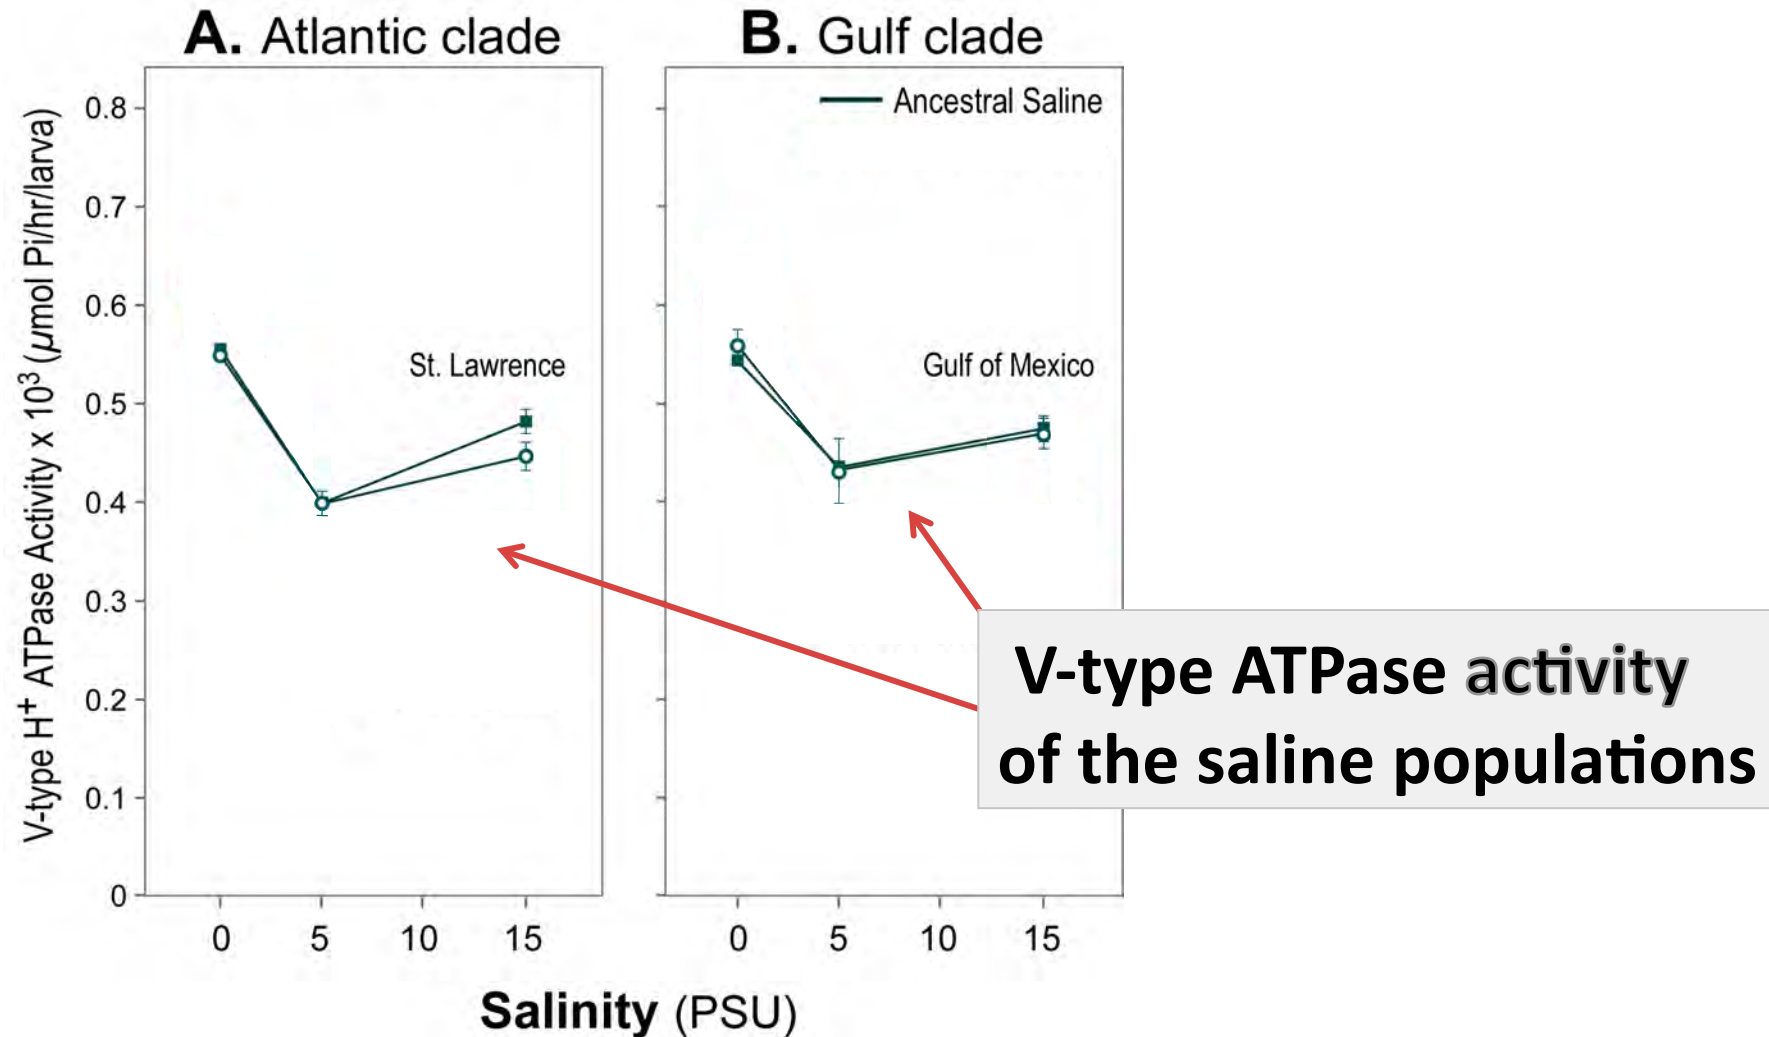 A. Atlantic clade
B. Gulf clade
V-type H⁺ ATPase Activity x 10³ (µmol Pi/hr/larva)
0.8
0.7
0.6
0.5
0.4
0.3
0.2
0.1
0
St. Lawrence
Ancestral Saline
Gulf of Mexico
V-type ATPase activity
of the saline populations
0 5 10 15
0 5 10 15
Salinity (PSU)